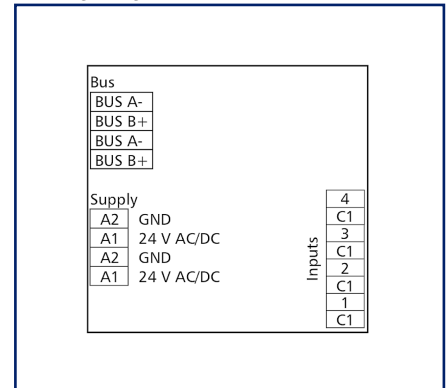 Bus
BUS A-
BUS B+
BUS A-
BUS B+
Supply
A2 GND
A1 24 V AC/DC
A2 GND
A1 24 V AC/DC
Inputs
4
C1
3
C1
2
C1
1
C1